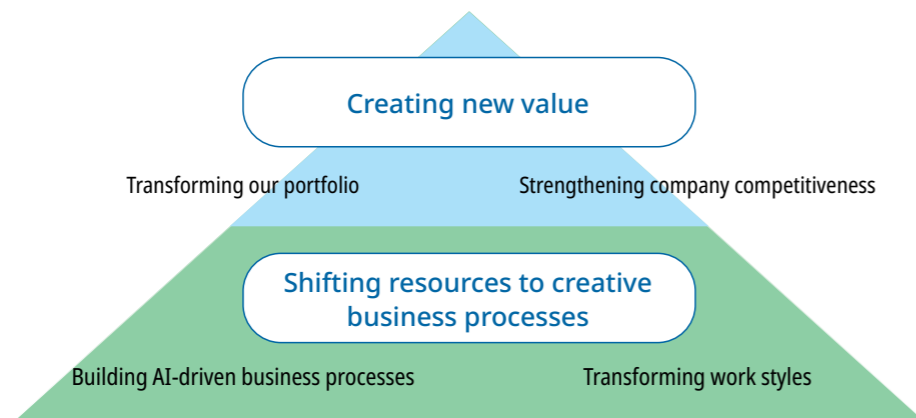 Creating new value
Transforming our portfolio
Strengthening company competitiveness
Shifting resources to creative
business processes
Building AI-driven business processes
Transforming work styles